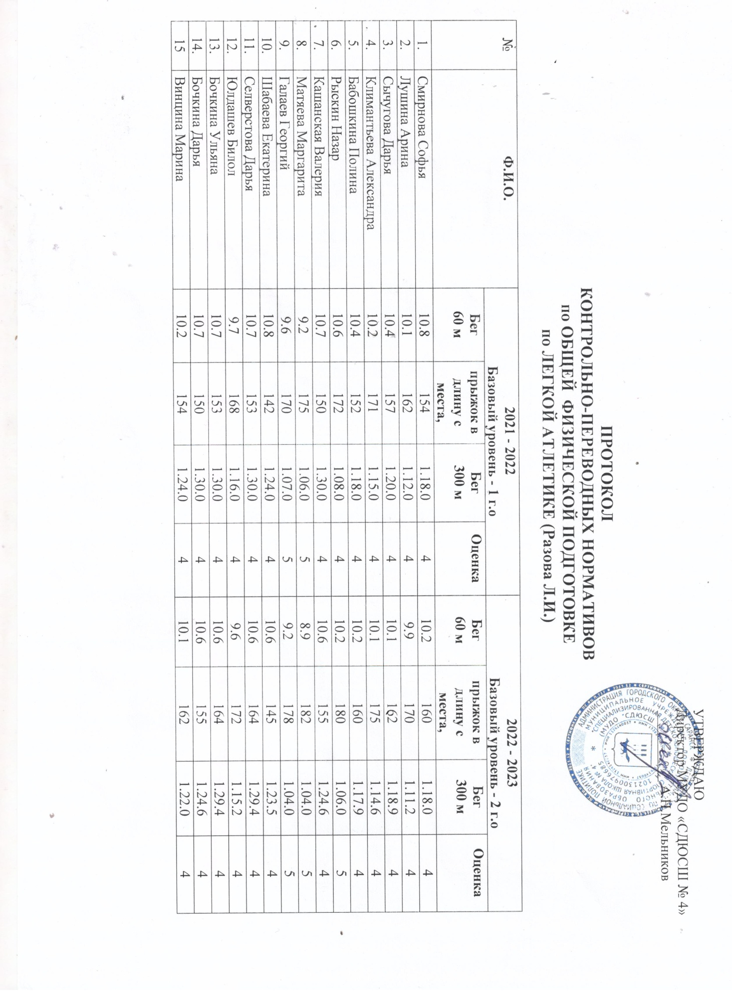 УТВЕРЖДАЮ
Директор МУДО «СДЮСШ № 4»
А.Н.Мельников
ПРОТОКОЛ
КОНТРОЛЬНО-ПЕРЕВОДНЫХ НОРМАТИВОВ
по ОБЩЕЙ ФИЗИЧЕСКОЙ ПОДГОТОВКЕ
по ЛЕГКОЙ АТЛЕТИКЕ (Разова Л.И.)
№ Ф.И.О. 2021 - 2022 2022 - 2023
Базовый уровень - 1 г.о Базовый уровень - 2 г.о
Бег прыжок в Бег Оценка Бег прыжок в Бег Оценка
60 м длину с 300 м 60 м длину с 300 м
места, места,
1. Смирнова Софья 10.8 154 1.18.0 4 10.2 160 1.18.0 4
2. Лушина Арина 10.1 162 1.12.0 4 9.9 170 1.11.2 4
3. Сычугова Дарья 10.4 157 1.20.0 4 10.1 162 1.18.9 4
4. Климантьева Александра 10.2 171 1.15.0 4 10.1 175 1.14.6 4
5. Бабошкина Полина 10.4 152 1.18.0 4 10.2 160 1.17.9 4
6. Рыскин Назар 10.6 172 1.08.0 4 10.2 180 1.06.0 5
7. Кашанская Валерия 10.7 150 1.30.0 4 10.6 155 1.24.6 4
8. Матяева Маргарита 9.2 175 1.06.0 5 8.9 182 1.04.0 5
9. Галаев Георгий 9.6 170 1.07.0 5 9.2 178 1.04.0 5
10. Шабаева Екатерина 10.8 142 1.24.0 4 10.6 145 1.23.5 4
11. Селверстова Дарья 10.7 153 1.30.0 4 10.6 164 1.29.4 4
12. Юлдашев Билол 9.7 168 1.16.0 4 9.6 172 1.15.2 4
13. Бочкина Ульяна 10.7 153 1.30.0 4 10.6 164 1.29.4 4
14. Бочкина Дарья 10.7 150 1.30.0 4 10.6 155 1.24.6 4
15 Винцина Марина 10.2 154 1.24.0 4 10.1 162 1.22.0 4